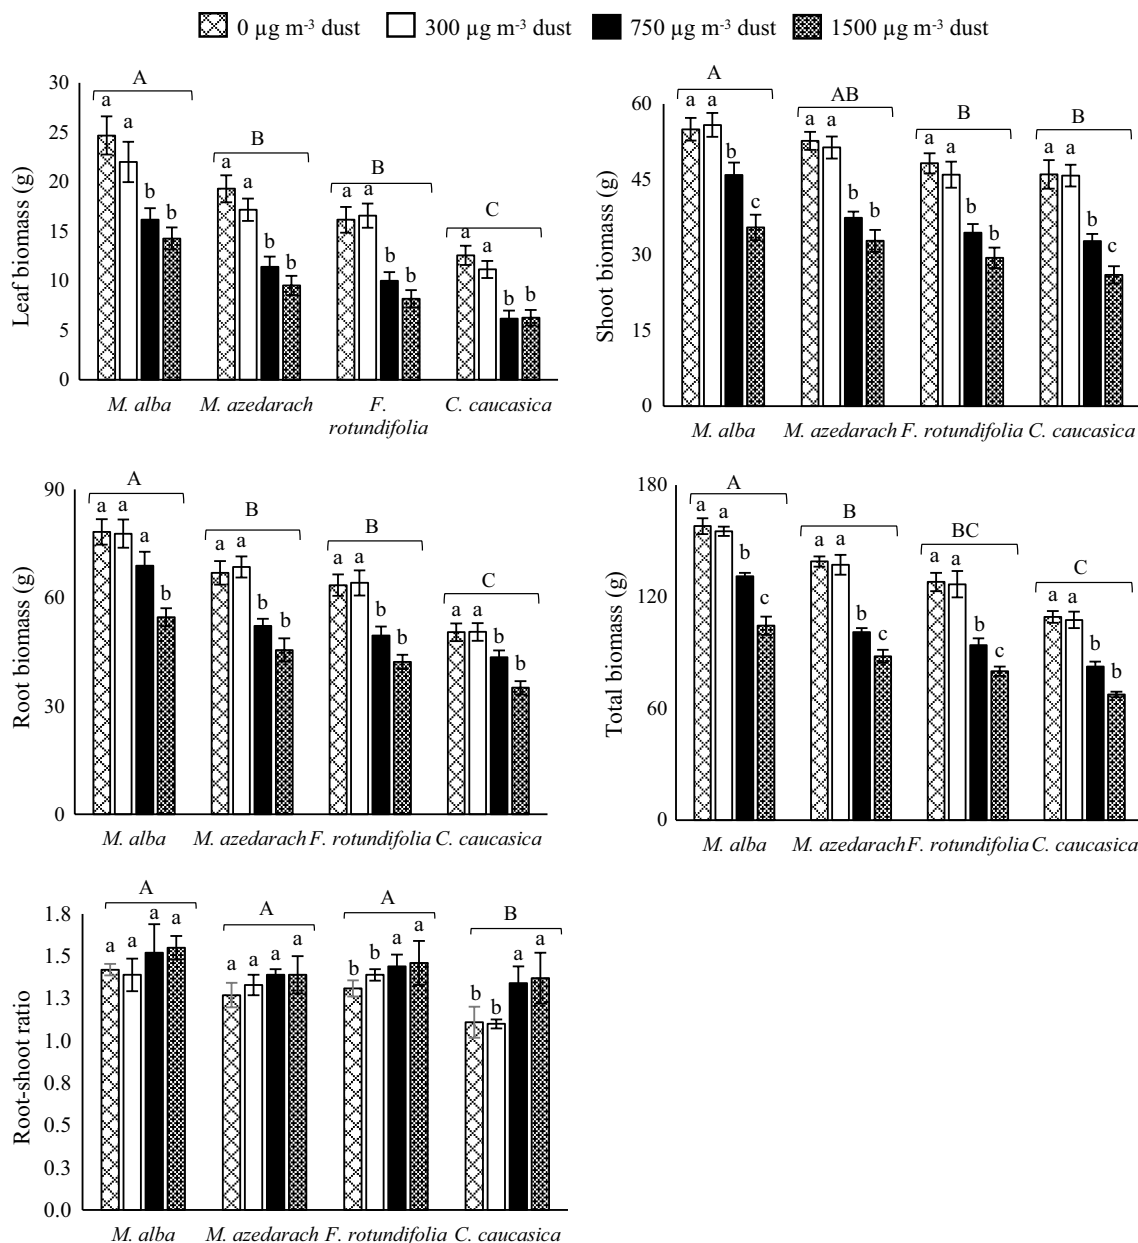 0 µg m-3 dust 300 µg m-3 dust 750 µg m-3 dust 1500 µg m-3 dust
Leaf biomass (g)
30
25
20
15
10
5
0
A
a a b b
B
a a b b
B
a a b b
C
a a b b
M. alba M. azedarach F. rotundifolia C. caucasica
Shoot biomass (g)
60
45
30
15
0
A
a a b c
AB
a a b b
B
a a b b
B
a a b c
M. alba M. azedarach F. rotundifolia C. caucasica
Root biomass (g)
90
60
30
0
A
a a a b
B
a a b b
B
a a b b
C
a a b b
M. alba M. azedarach F. rotundifolia C. caucasica
Total biomass (g)
180
120
60
0
A
a a b c
B
a a b c
BC
a a b c
C
a a b b
M. alba M. azedarach F. rotundifolia C. caucasica
Root-shoot ratio
1.8
1.5
1.3
1.0
0.8
0.5
0.3
0.0
A
a a a a
A
a a a a
A
b b a a
B
b b a a
M. alba M. azedarach F. rotundifolia C. caucasica